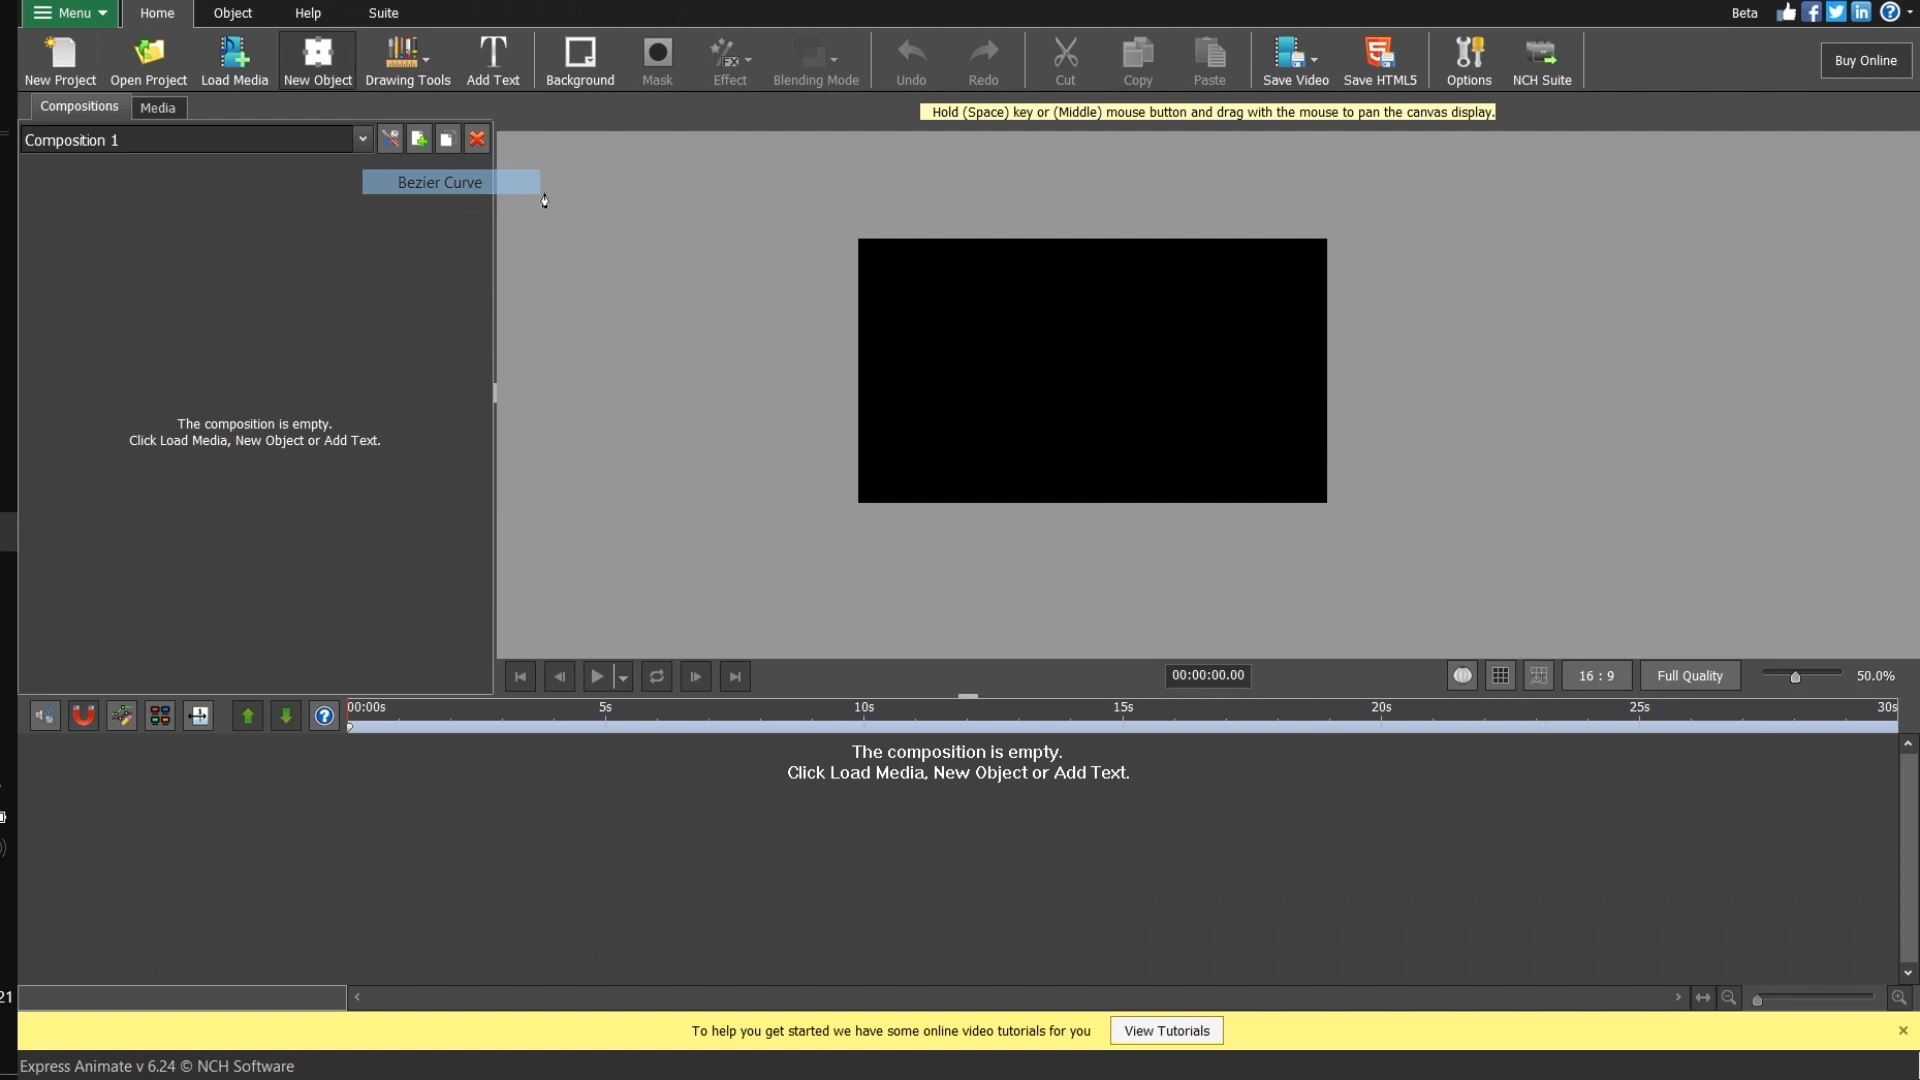 Menu Home Object Help Suite Beta
New Project Open Project Load Media New Object Drawing Tools Add Text Background Mask Effect Blending Mode Undo Redo Cut Copy Paste Save Video Save HTML5 Options NCH Suite Buy Online
Compositions Media
Hold (Space) key or (Middle) mouse button and drag with the mouse to pan the canvas display.
Composition 1
Bezier Curve
The composition is empty.
Click Load Media, New Object or Add Text.
00:00:00.00 16 : 9 Full Quality 50.0%
00:00s 5s 10s 15s 20s 25s 30s
The composition is empty.
Click Load Media, New Object or Add Text.
21
To help you get started we have some online video tutorials for you View Tutorials
Express Animate v 6.24 © NCH Software